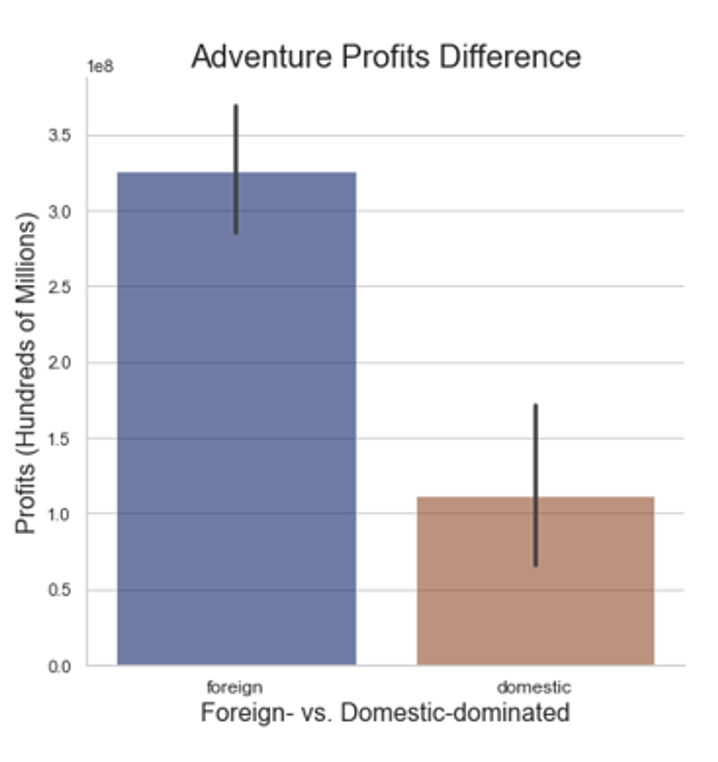 Adventure Profits Difference
1e8
3.5
3.0
2.5
2.0
1.5
1.0
0.5
0.0
Profits (Hundreds of Millions)
foreign domestic
Foreign- vs. Domestic-dominated